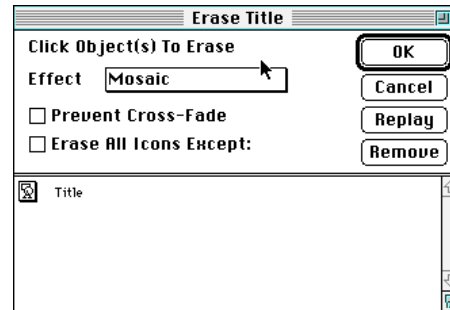 Erase Title
Click Object(s) To Erase
OK
Effect Mosaic
Cancel
Prevent Cross-Fade
Replay
Erase All Icons Except:
Remove
Title